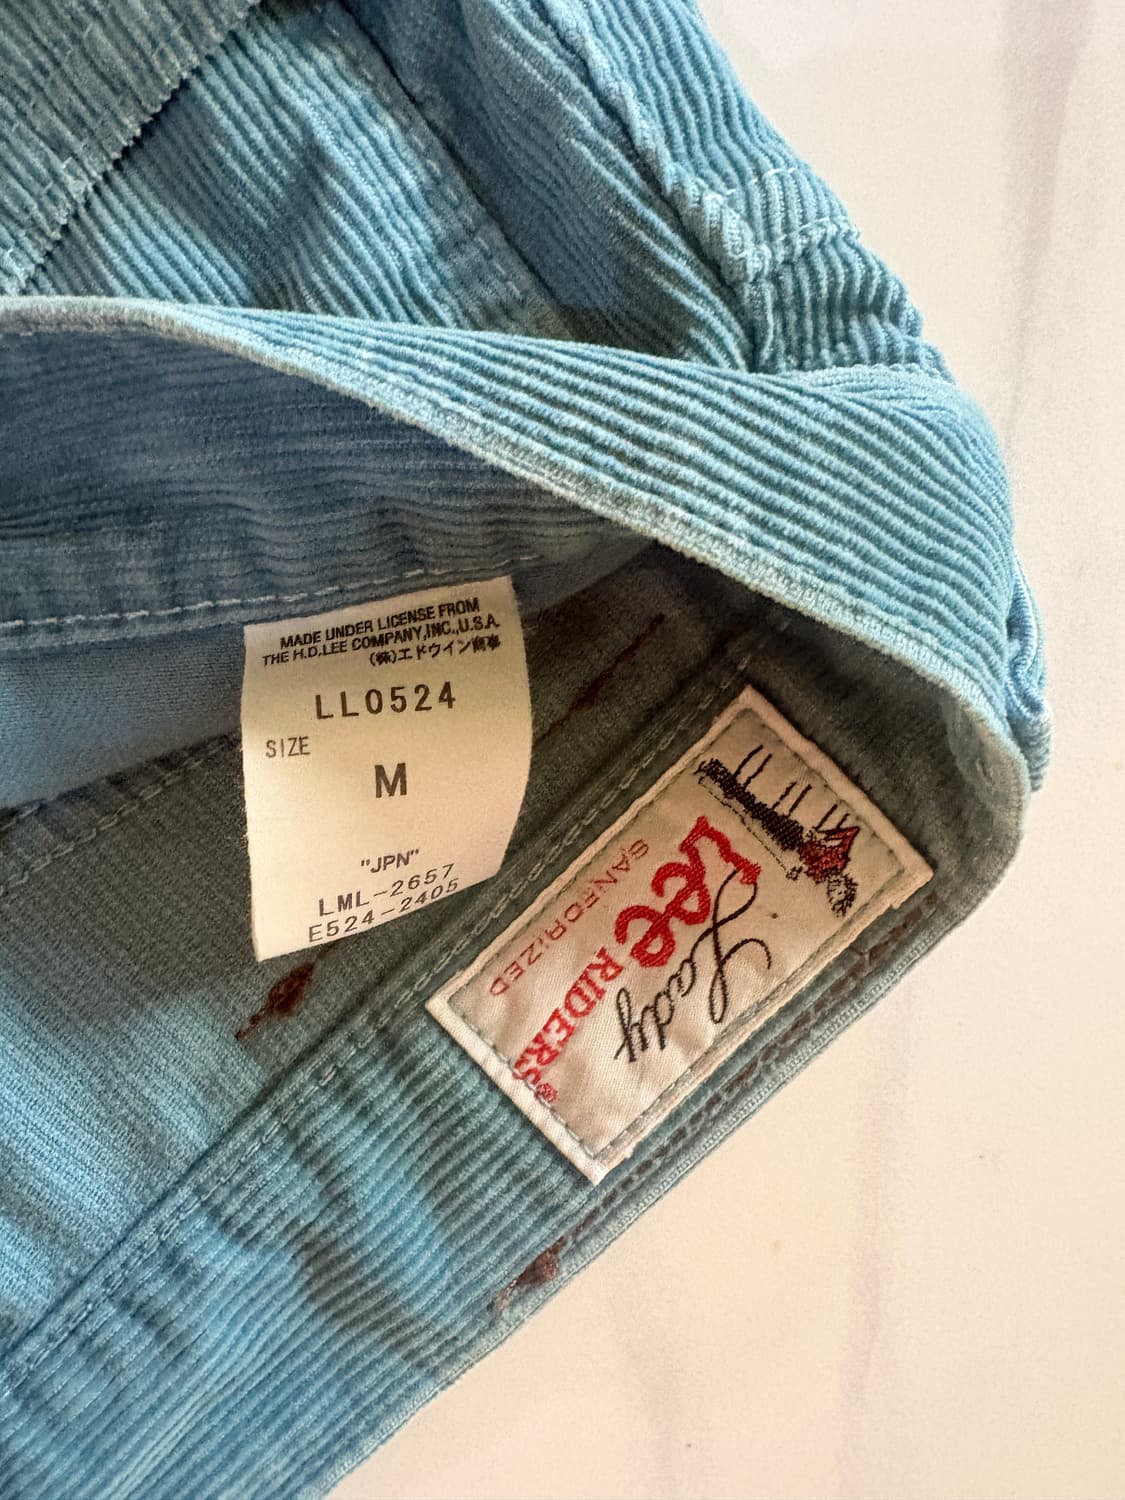 MADE UNDER LICENSE FROM
THE H.D.LEE COMPANY,INC.,U.S.A.
(株)エドウイン商事
LL0524
SIZE
M
"JPN"
LML-2657
E524-2405
Lady
Lee RIDERS®
SANFORIZED